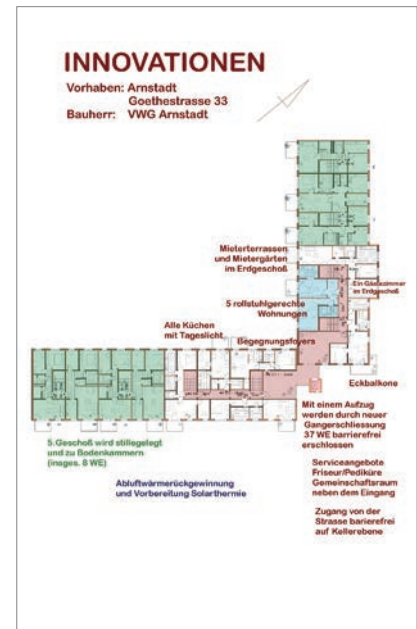 INNOVATIONEN
Vorhaben: Arnstadt
Goethestrasse 33
Bauherr: VWG Arnstadt
Mieterterrassen
und Mietergärten
im Erdgeschoß
Ein Gästezimmer
im Erdgeschoß
5 rollstuhlgerechte
Wohnungen
Alle Küchen
mit Tageslicht
Begegnungsfoyers
Eckbalkone
5.Geschoß wird stillegelegt
und zu Bodenkammern
(insges. 8 WE)
Mit einem Aufzug
werden durch neuer
Gangerschliessung
37 WE barrierefrei
erschlossen
Abluftwärmerückgewinnung
und Vorbereitung Solarthermie
Serviceangebote
Friseur/Pediküre
Gemeinschaftsraum
neben dem Eingang
Zugang von der
Strasse barierefrei
auf Kellerebene